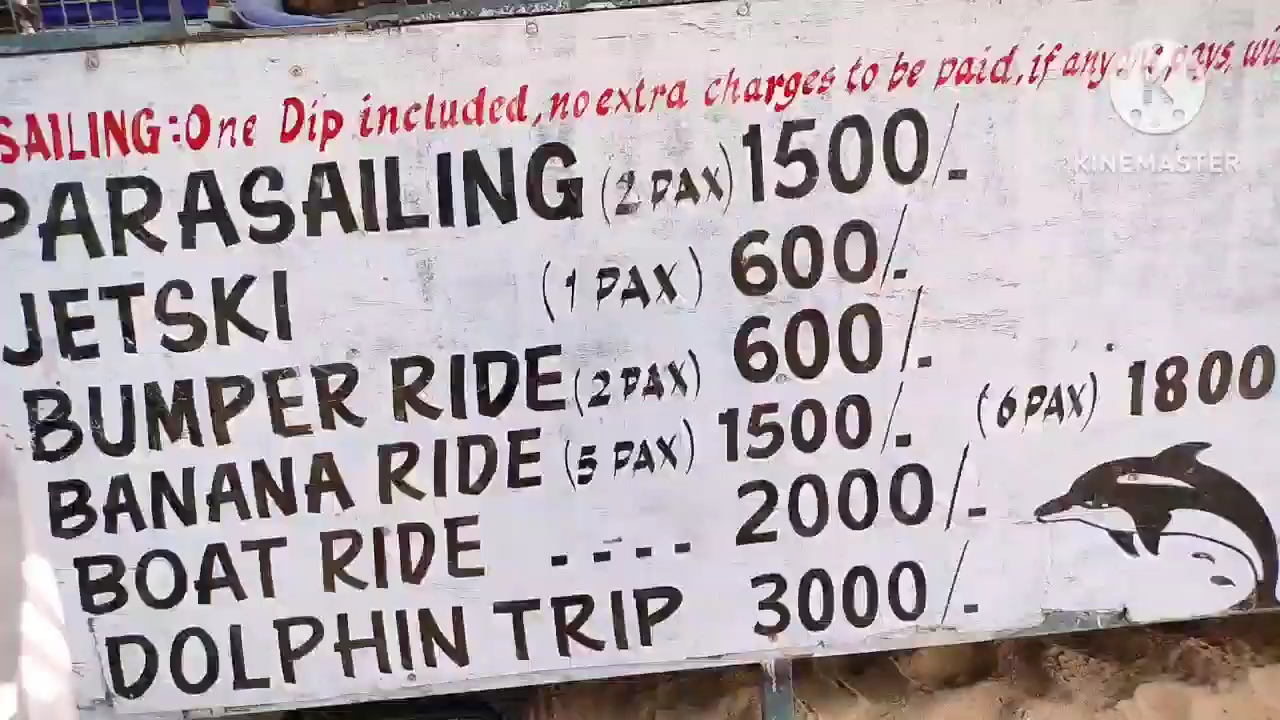 SAILING:One Dip included, no extra charges to be paid, if any pays,
PARASAILING (2 PAX) 1500/-
JETSKI (1 PAX) 600/-
BUMPER RIDE (2 PAX) 600/-
BANANA RIDE (5 PAX) 1500/- (6 PAX) 1800
BOAT RIDE ---- 2000/-
DOLPHIN TRIP 3000/-
K
KINEMASTER